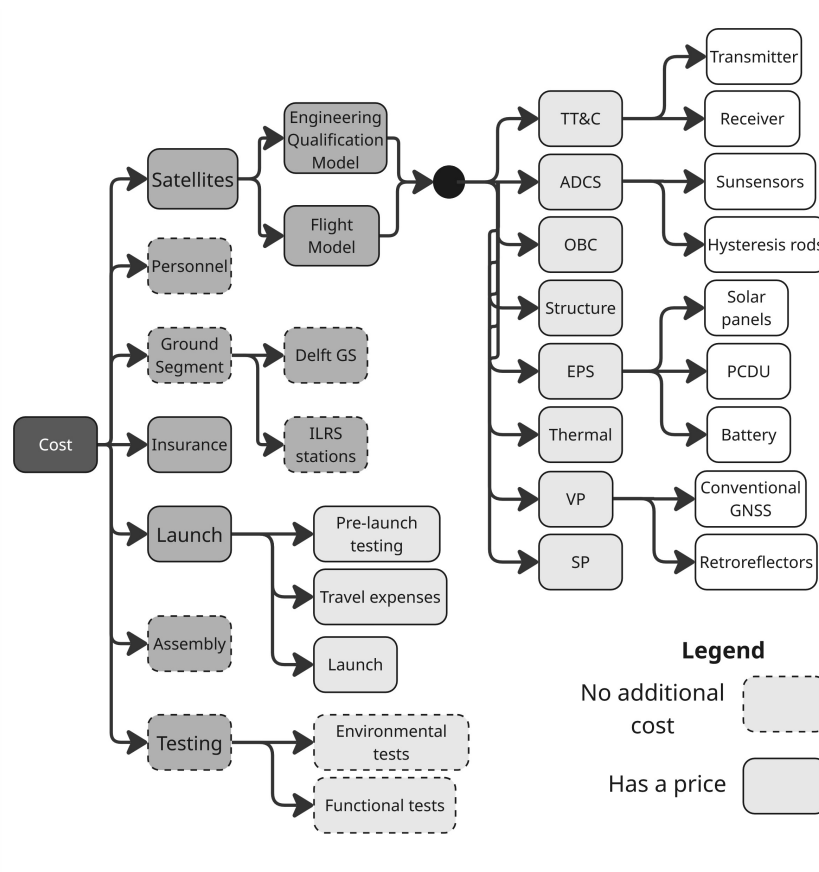 Transmitter
Engineering
Qualification
Model
TT&C
Receiver
Satellites
ADCS
Sunsensors
Flight
Model
OBC
Hysteresis rods
Personnel
Structure
Solar
panels
Ground
Segment
Delft GS
EPS
PCDU
Cost
Insurance
ILRS
stations
Thermal
Battery
VP
Conventional
GNSS
Launch
Pre-launch
testing
SP
Retroreflectors
Travel expenses
Assembly
Launch
Legend
No additional
cost
Testing
Environmental
tests
Has a price
Functional tests